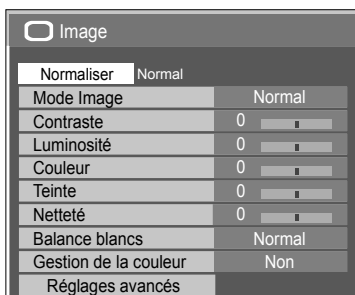 Image
Normaliser Normal
Mode Image Normal
Contraste 0
Luminosité 0
Couleur 0
Teinte 0
Netteté 0
Balance blancs Normal
Gestion de la couleur Non
Réglages avancés